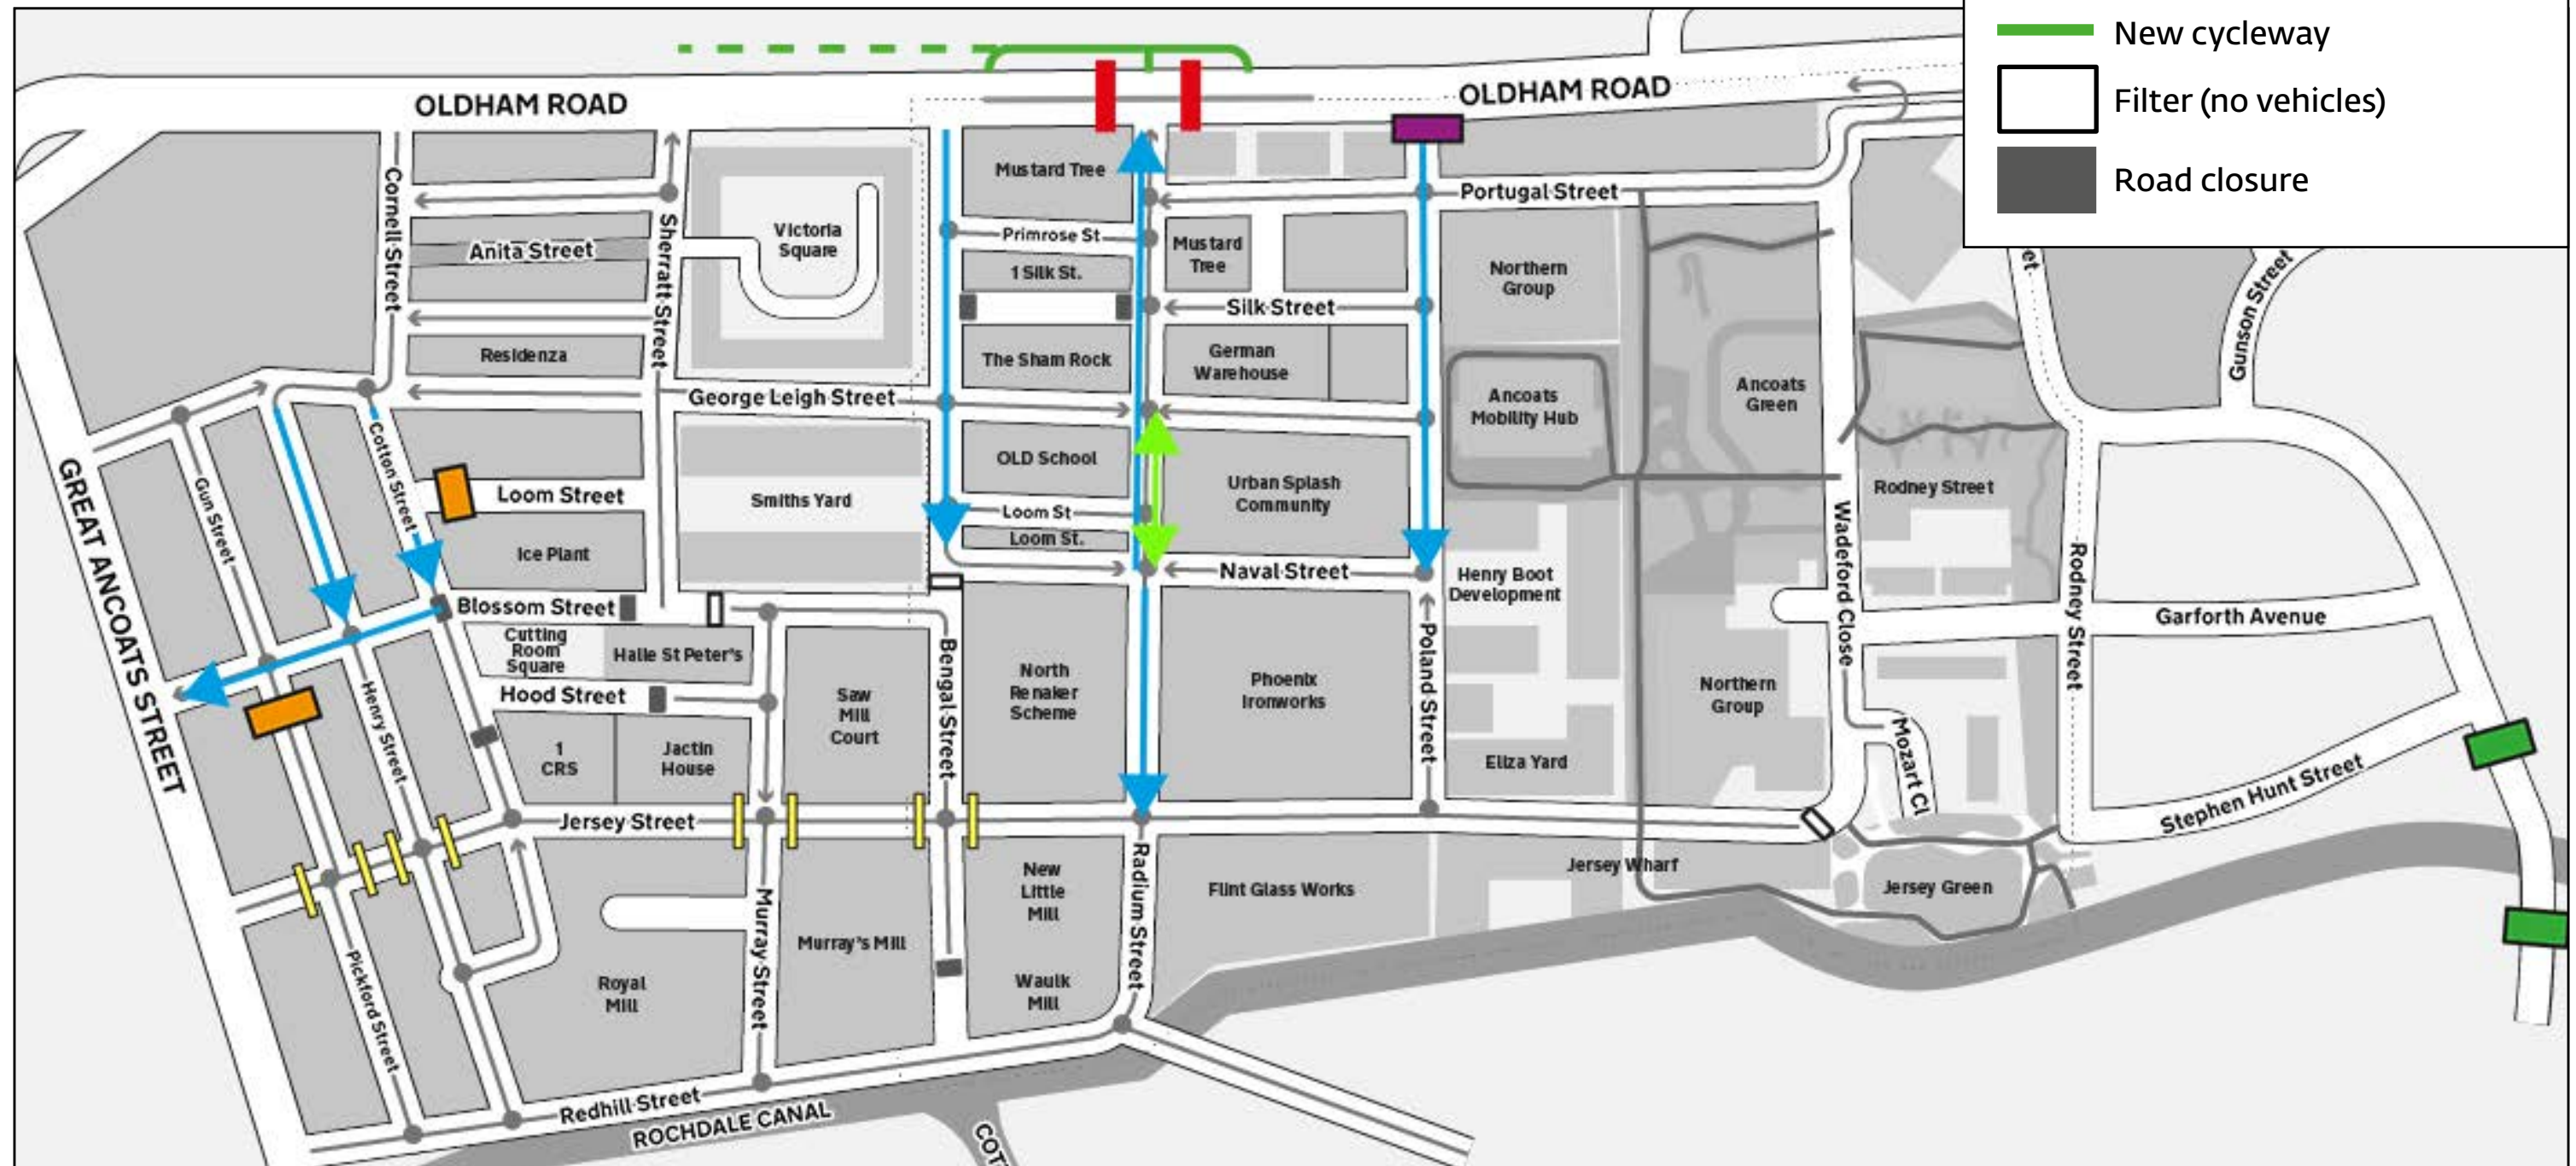 New cycleway
Filter (no vehicles)
Road closure
OLDHAM ROAD
OLDHAM ROAD
Cornell Street
Anita Street
Sherratt Street
Victoria
Square
Mustard Tree
Primrose St
1 Silk St.
Mustard
Tree
Portugal Street
Silk Street
Northern
Group
Gunson Street
et
Residenza
The Sham Rock
German
Warehouse
Ancoats
Mobility Hub
Ancoats
Green
George Leigh Street
GREAT ANCOATS STREET
Gun Street
Cotton Street
Loom Street
Smiths Yard
OLD School
Loom St
Loom St.
Urban Splash
Community
Rodney Street
Ice Plant
Naval Street
Henry Boot
Development
Wadeford Close
Rodney Street
Garforth Avenue
Blossom Street
Cutting
Room
Square
Halle St Peter's
Hood Street
Henry Street
Saw
Mill
Court
Bengal Street
North
Renaker
Scheme
Phoenix
Ironworks
Poland Street
Eliza Yard
Northern
Group
Mozart Cl
Stephen Hunt Street
1
CRS
Jactin
House
Jersey Street
Pickford Street
Royal
Mill
Murray Street
Murray's Mill
New
Little
Mill
Waulk
Mill
Radium Street
Flint Glass Works
Jersey Wharf
Jersey Green
Redhill Street
ROCHDALE CANAL
COT